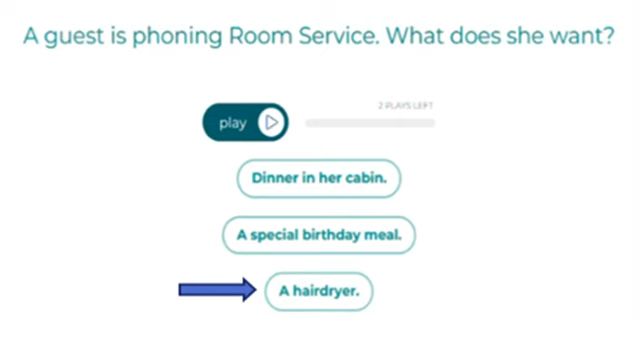 A guest is phoning Room Service. What does she want?
2 PLAYS LEFT
play
Dinner in her cabin.
A special birthday meal.
A hairdryer.